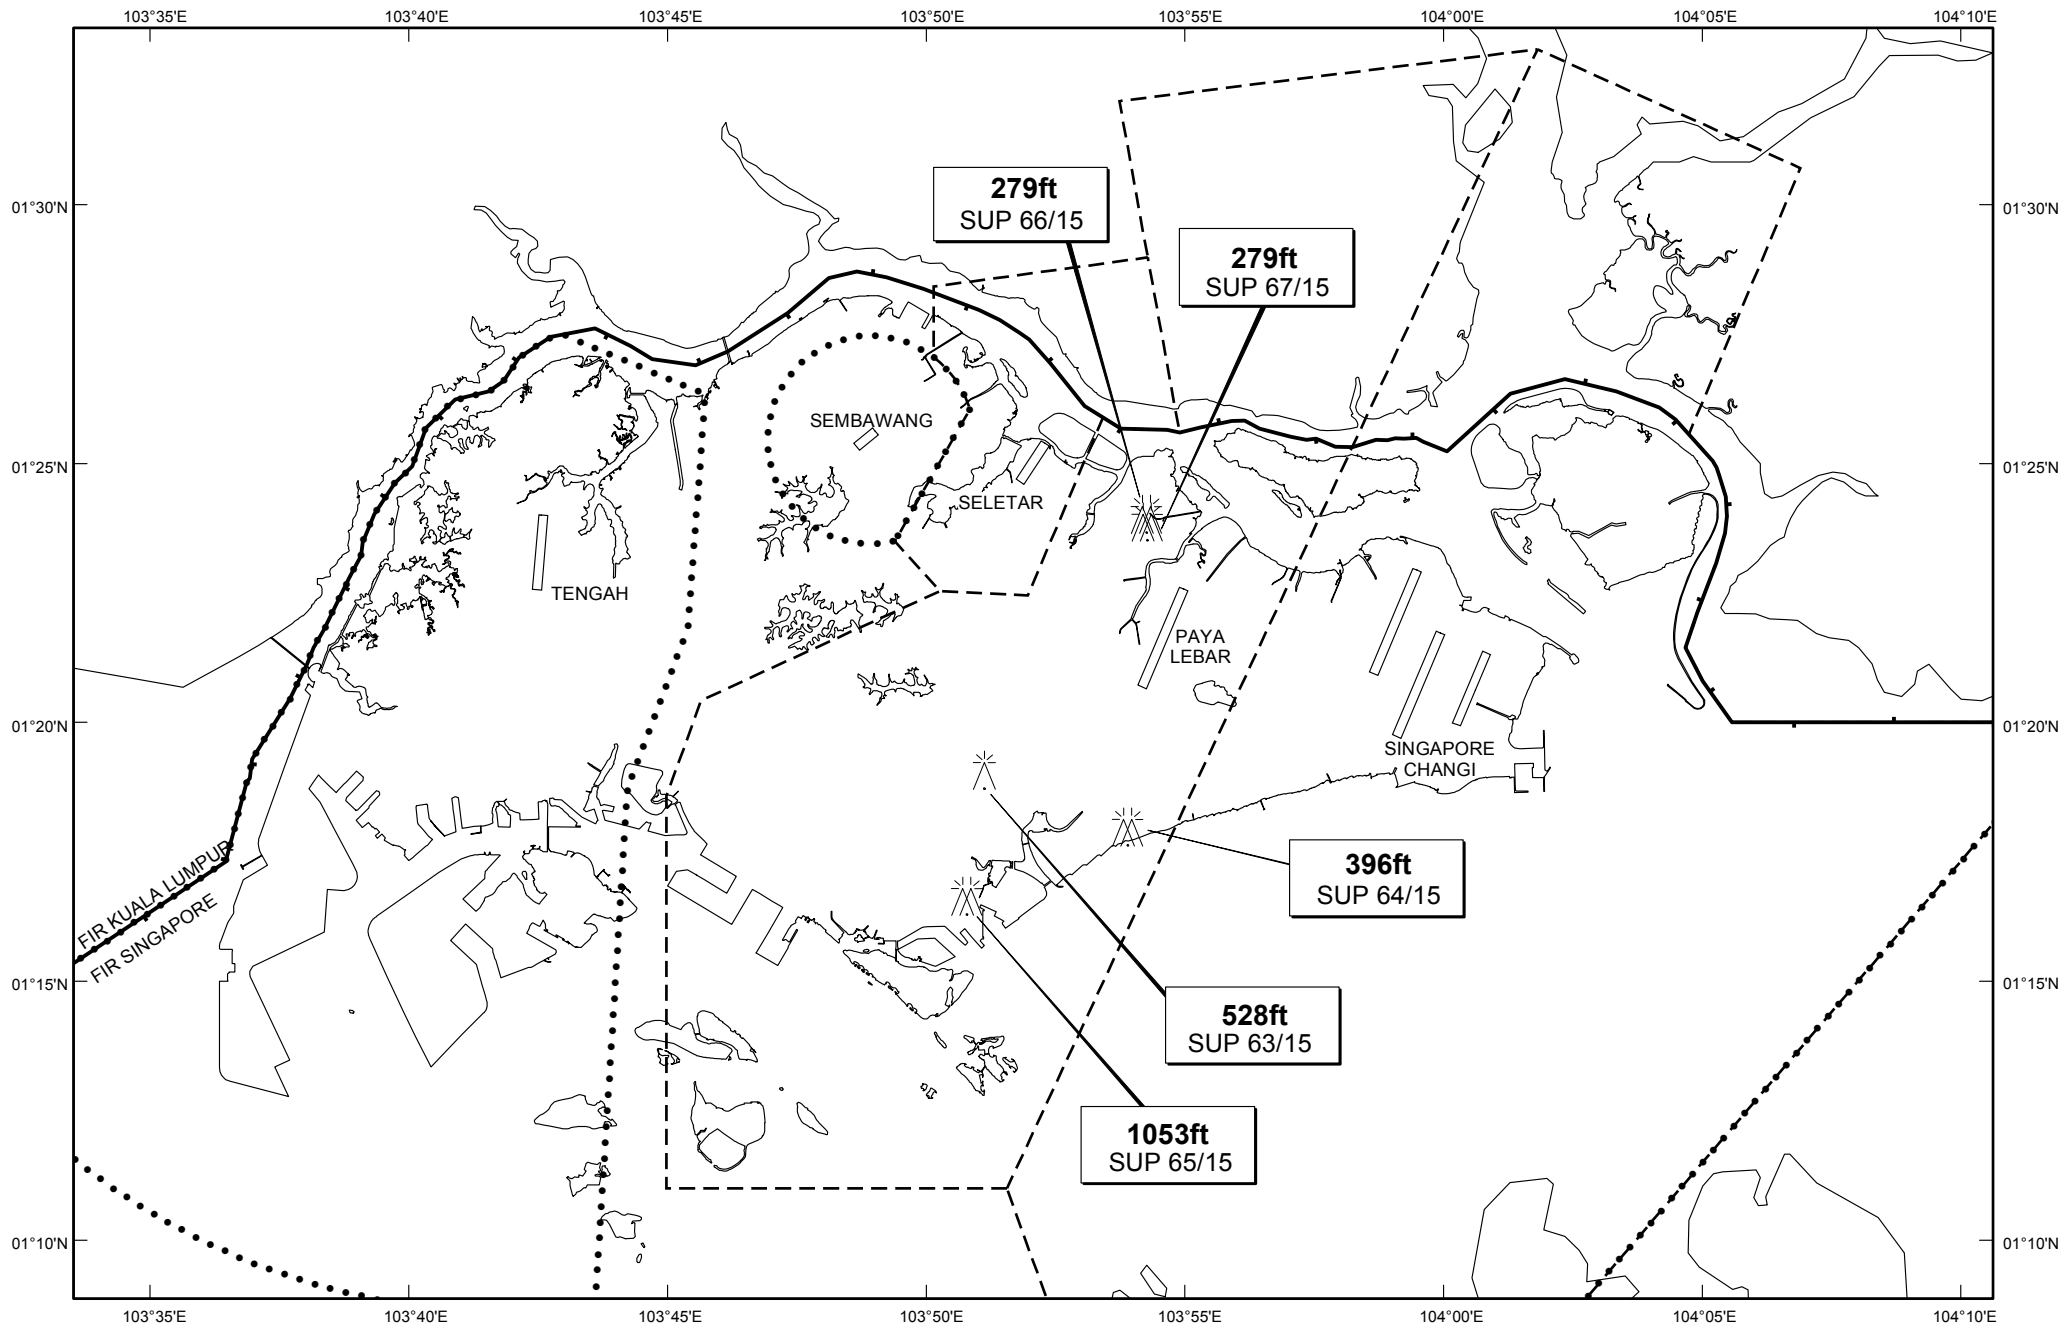 103°35'E 103°40'E 103°45'E 103°50'E 103°55'E 104°00'E 104°05'E 104°10'E
01°30'N
01°30'N
279ft
SUP 66/15
279ft
SUP 67/15
SEMBAWANG
01°25'N
01°25'N
SELETAR
TENGAH
PAYA
LEBAR
01°20'N
01°20'N
SINGAPORE
CHANGI
FIR KUALA LUMPUR
FIR SINGAPORE
396ft
SUP 64/15
01°15'N
01°15'N
528ft
SUP 63/15
1053ft
SUP 65/15
01°10'N
01°10'N
103°35'E 103°40'E 103°45'E 103°50'E 103°55'E 104°00'E 104°05'E 104°10'E